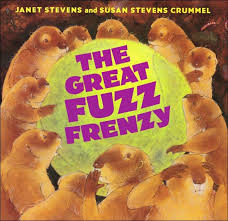 JANET STEVENS and SUSAN STEVENS CRUMMEL
THE
GREAT
FUZZ
FRENZY